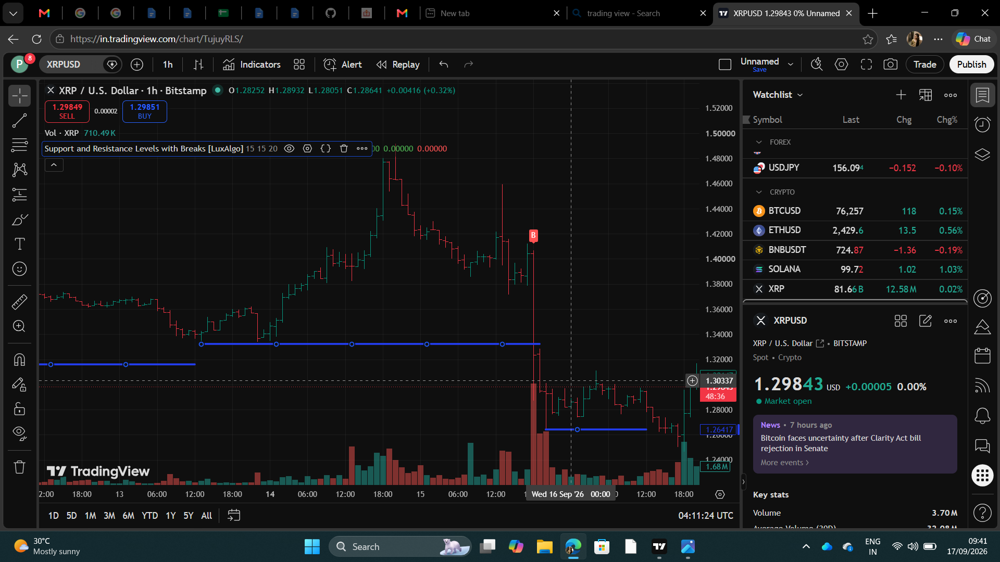 New tab
trading view - Search
XRPUSD 1.29843 0% Unnamed
https://in.tradingview.com/chart/TujuyRLS/
Chat
P
8
XRPUSD
1h
Indicators
Alert
Replay
Unnamed
Save
Trade
Publish
XRP / U.S. Dollar · 1h · Bitstamp
O1.28252 H1.28932 L1.28051 C1.28641 +0.00416 (+0.32%)
1.29849
SELL
0.00002
1.29851
BUY
Vol · XRP 710.49 K
Support and Resistance Levels with Breaks [LuxAlgo] 15 15 20
0.00000 0.00000
B
1.52000
1.50000
1.48000
1.46000
1.44000
1.42000
1.40000
1.38000
1.36000
1.34000
1.32000
1.30337
48:36
1.28000
1.26417
1.26000
1.24000
1.68 M
TradingView
18:00
13
06:00
12:00
18:00
14
06:00
12:00
18:00
15
06:00
12:00
Wed 16 Sep '26 00:00
12:00
18:00
1D 5D 1M 3M 6M YTD 1Y 5Y All
04:11:24 UTC
Watchlist
Symbol Last Chg Chg%
FOREX
USDJPY 156.094 −0.152 −0.10%
CRYPTO
BTCUSD 76,257 118 0.15%
ETHUSD 2,429.6 13.5 0.56%
BNBUSDT 724.87 −1.36 −0.19%
SOLANA 99.72 1.02 1.03%
XRP 81.66 B 12.58 M 0.02%
XRPUSD
XRP / U.S. Dollar • BITSTAMP
Spot • Crypto
1.29843 USD +0.00005 0.00%
Market open
News • 7 hours ago
Bitcoin faces uncertainty after Clarity Act bill
rejection in Senate
More events
Key stats
Volume 3.70 M
30°C
Mostly sunny
Search
ENG
IN
09:41
17/09/2026